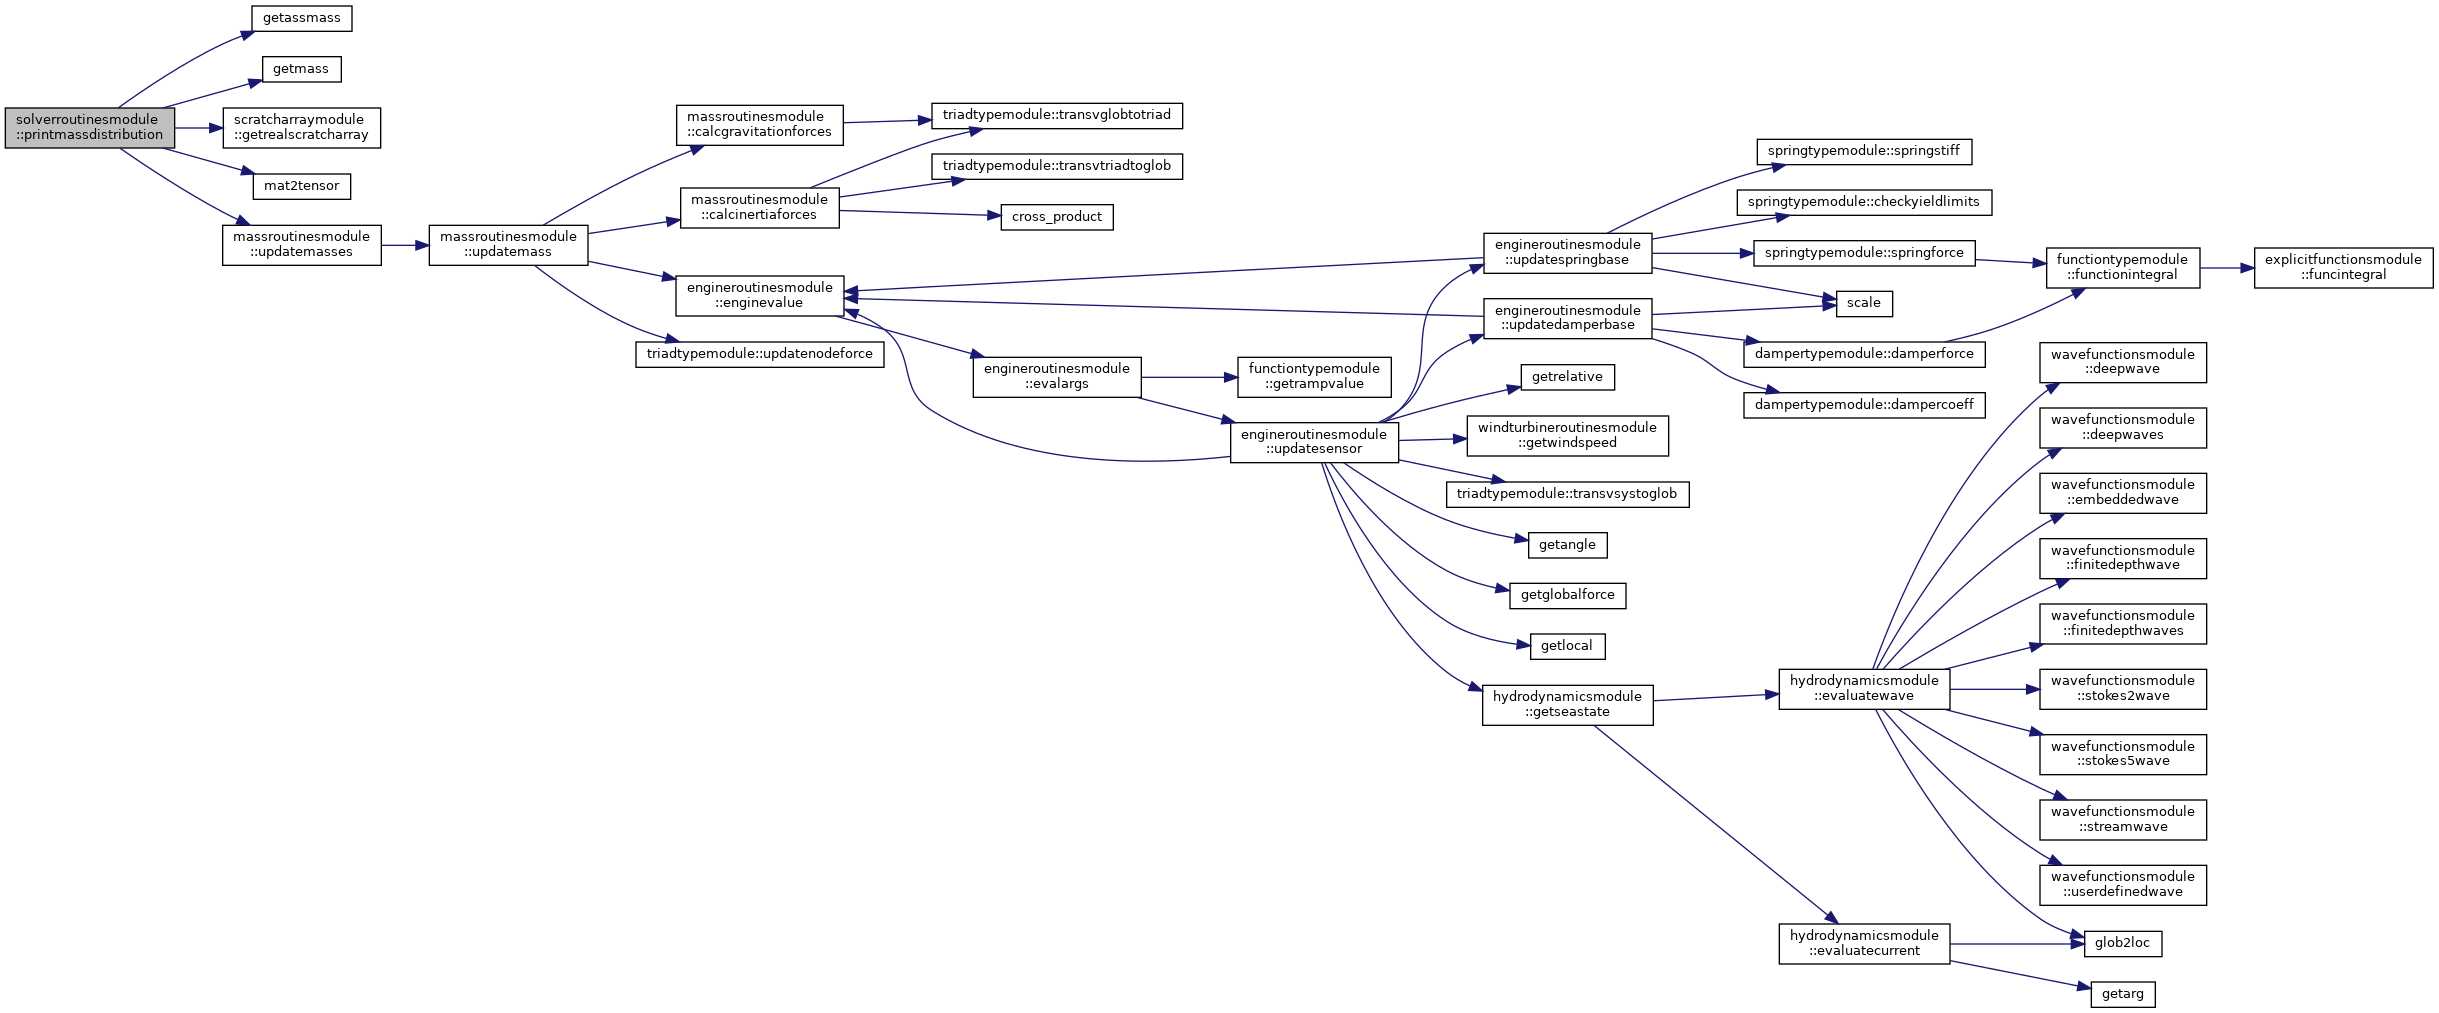 getassmass
getmass
solverroutinesmodule
::printmassdistribution
scratcharraymodule
::getrealscratcharray
mat2tensor
massroutinesmodule
::updatemasses
massroutinesmodule
::updatemass
massroutinesmodule
::calcgravitationforces
massroutinesmodule
::calcinertiaforces
engineroutinesmodule
::enginevalue
triadtypemodule::updatenodeforce
triadtypemodule::transvglobtotriad
triadtypemodule::transvtriadtoglob
cross_product
engineroutinesmodule
::evalargs
functiontypemodule
::getrampvalue
engineroutinesmodule
::updatesensor
engineroutinesmodule
::updatespringbase
engineroutinesmodule
::updatedamperbase
getrelative
windturbineroutinesmodule
::getwindspeed
triadtypemodule::transvsystoglob
getangle
getglobalforce
getlocal
hydrodynamicsmodule
::getseastate
springtypemodule::springstiff
springtypemodule::checkyieldlimits
springtypemodule::springforce
scale
dampertypemodule::damperforce
dampertypemodule::dampercoeff
hydrodynamicsmodule
::evaluatewave
hydrodynamicsmodule
::evaluatecurrent
functiontypemodule
::functionintegral
explicitfunctionsmodule
::funcintegral
wavefunctionsmodule
::deepwave
wavefunctionsmodule
::deepwaves
wavefunctionsmodule
::embeddedwave
wavefunctionsmodule
::finitedepthwave
wavefunctionsmodule
::finitedepthwaves
wavefunctionsmodule
::stokes2wave
wavefunctionsmodule
::stokes5wave
wavefunctionsmodule
::streamwave
wavefunctionsmodule
::userdefinedwave
glob2loc
getarg